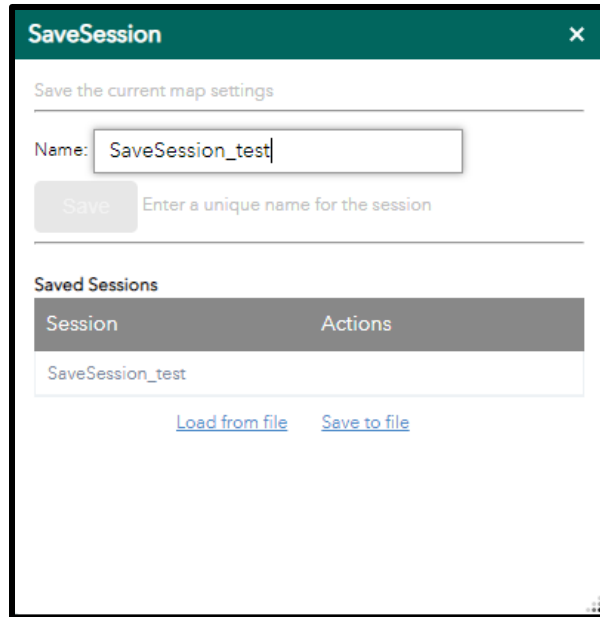 SaveSession ×
Save the current map settings
Name: SaveSession_test
Save Enter a unique name for the session
Saved Sessions
Session Actions
SaveSession_test
Load from file Save to file